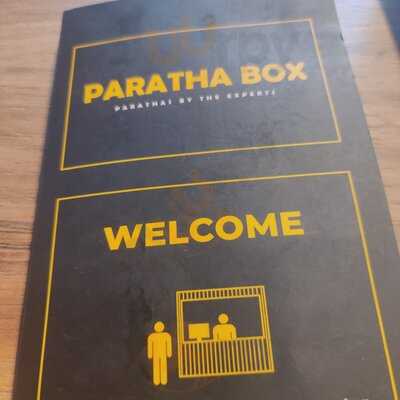 PARATHA BOX
PARATHAS BY THE EXPERTS
WELCOME